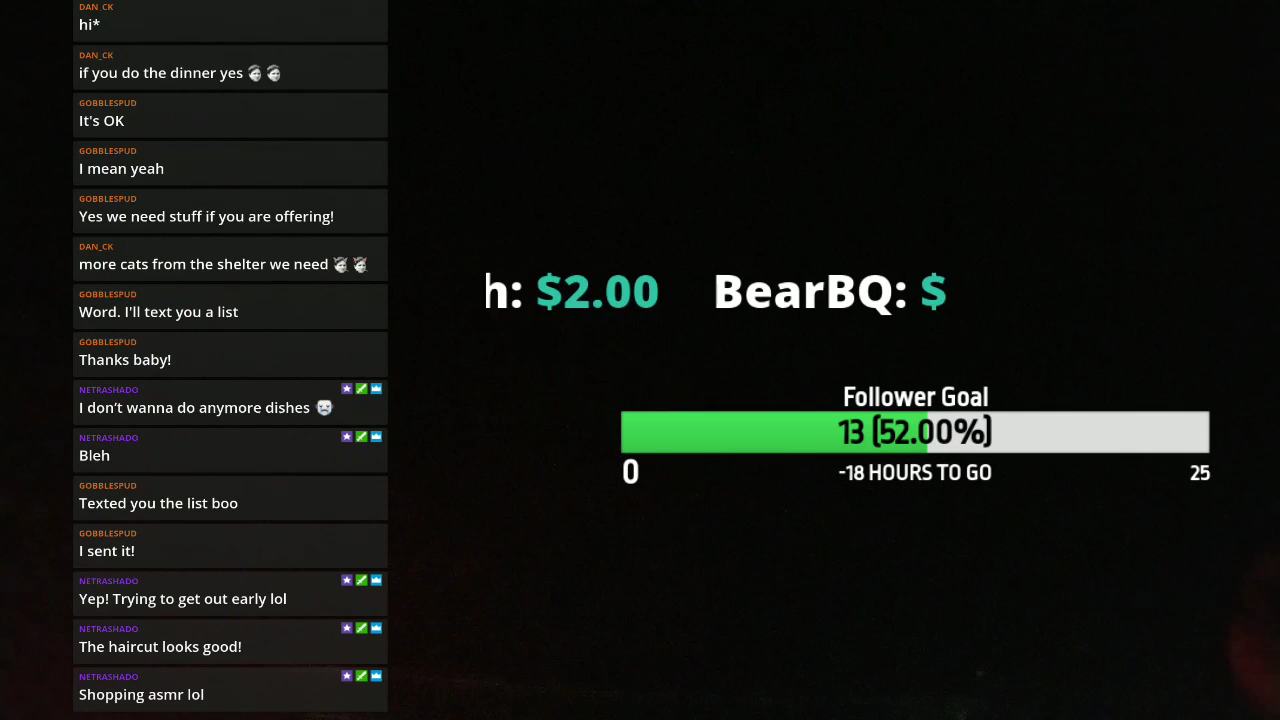 DAN_CK
hi*
DAN_CK
if you do the dinner yes
GOBBLESPUD
It's OK
GOBBLESPUD
I mean yeah
GOBBLESPUD
Yes we need stuff if you are offering!
DAN_CK
more cats from the shelter we need
GOBBLESPUD
Word. I'll text you a list
GOBBLESPUD
Thanks baby!
NETRASHADO
I don’t wanna do anymore dishes
NETRASHADO
Bleh
GOBBLESPUD
Texted you the list boo
GOBBLESPUD
I sent it!
NETRASHADO
Yep! Trying to get out early lol
NETRASHADO
The haircut looks good!
NETRASHADO
Shopping asmr lol
h: $2.00 BearBQ: $
Follower Goal
13 (52.00%)
0 -18 HOURS TO GO 25